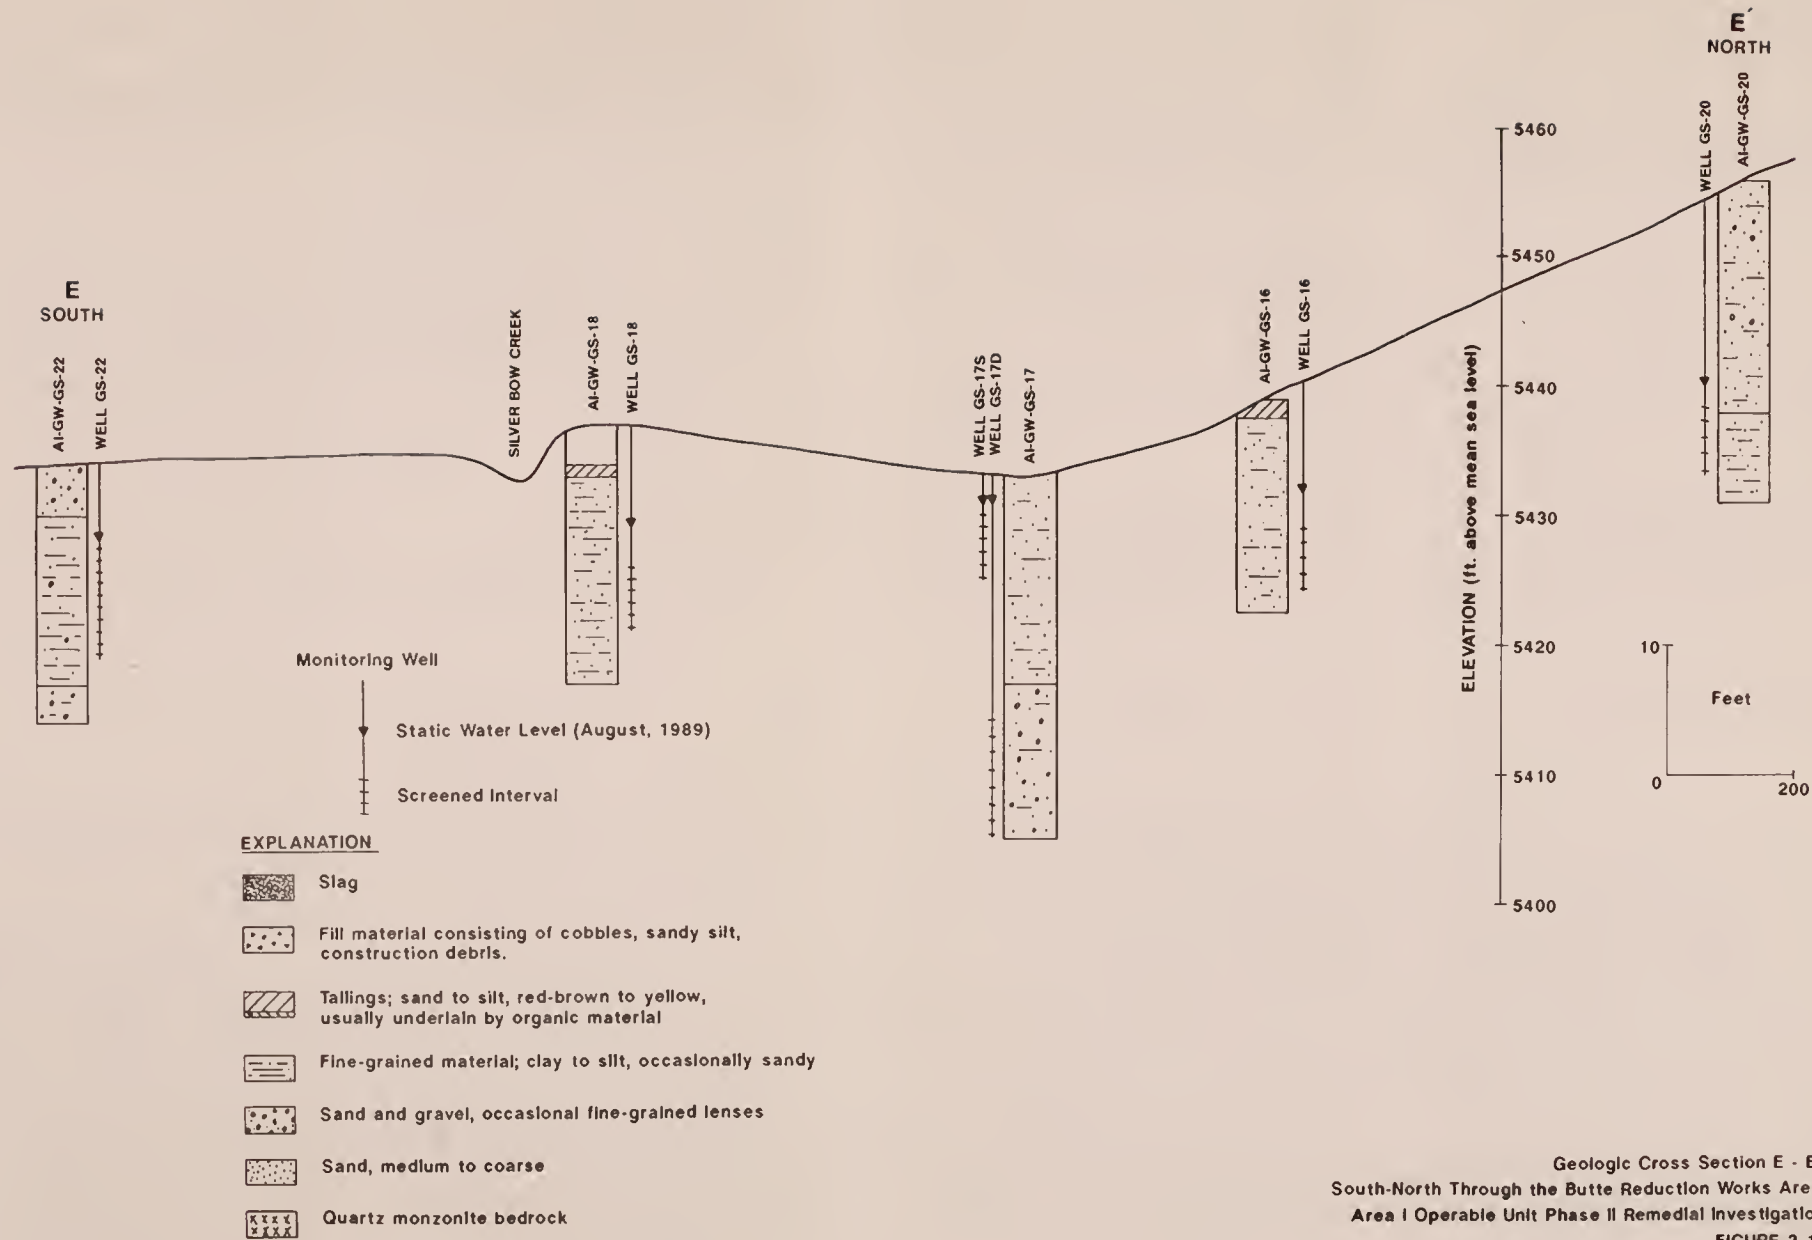 E´
NORTH
WELL GS-20
AI-GW-GS-20
5460
5450
5440
5430
5420
5410
5400
ELEVATION (ft. above mean sea level)
E
SOUTH
AI-GW-GS-22
WELL GS-22
SILVER BOW CREEK
AI-GW-GS-18
WELL GS-18
WELL GS-17S
WELL GS-17D
AI-GW-GS-17
AI-GW-GS-16
WELL GS-16
10
Feet
0
200
Monitoring Well
Static Water Level (August, 1989)
Screened Interval
EXPLANATION
Slag
Fill material consisting of cobbles, sandy silt,
construction debris.
Tailings; sand to silt, red-brown to yellow,
usually underlain by organic material
Fine-grained material; clay to silt, occasionally sandy
Sand and gravel, occasional fine-grained lenses
Sand, medium to coarse
Quartz monzonite bedrock
Geologic Cross Section E - E
South-North Through the Butte Reduction Works Are
Area I Operable Unit Phase II Remedial Investigatio